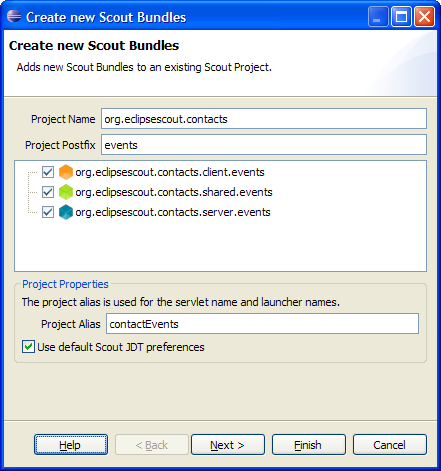 Create new Scout Bundles
Create new Scout Bundles
Adds new Scout Bundles to an existing Scout Project.
Project Name org.eclipsescout.contacts
Project Postfix events
org.eclipsescout.contacts.client.events
org.eclipsescout.contacts.shared.events
org.eclipsescout.contacts.server.events
Project Properties
The project alias is used for the servlet name and launcher names.
Project Alias contactEvents
Use default Scout JDT preferences
Help < Back Next > Finish Cancel